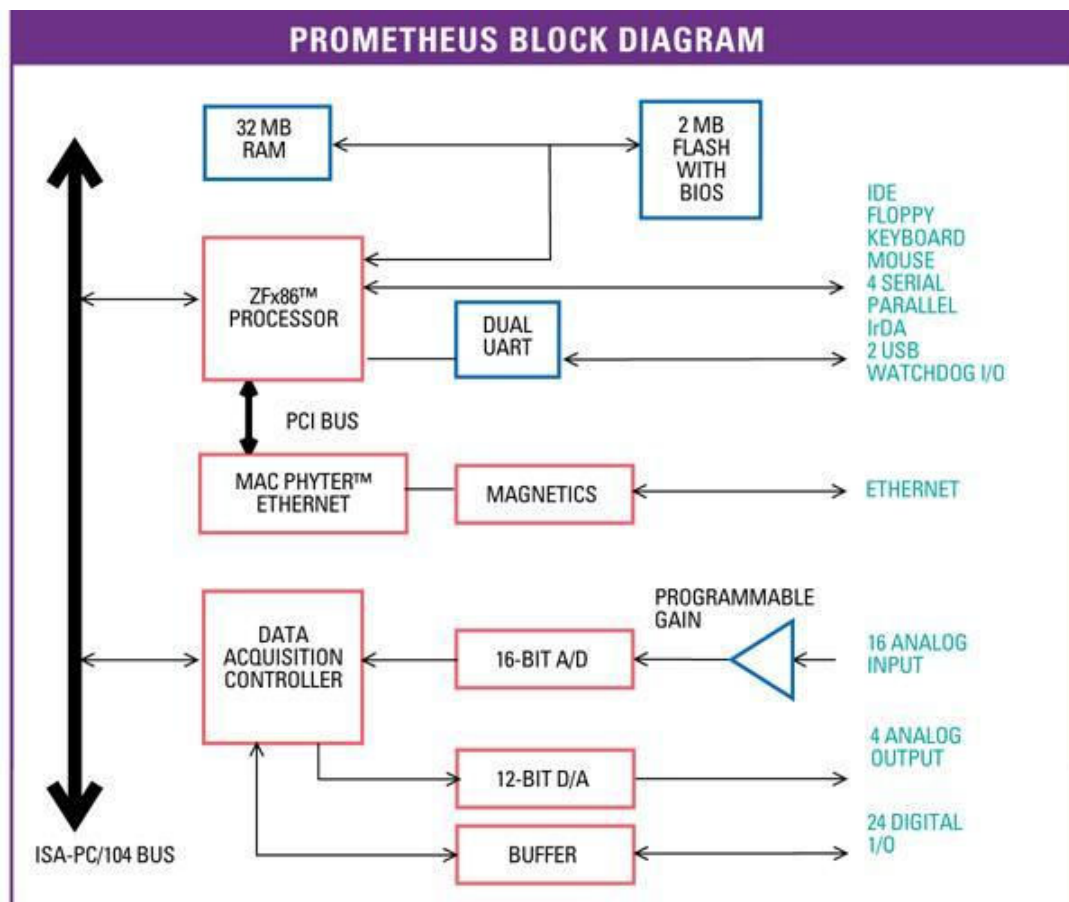 PROMETHEUS BLOCK DIAGRAM
32 MB
RAM
2 MB
FLASH
WITH
BIOS
IDE
FLOPPY
KEYBOARD
MOUSE
4 SERIAL
PARALLEL
IrDA
2 USB
WATCHDOG I/O
ZFx86™
PROCESSOR
DUAL
UART
PCI BUS
MAC PHYTER™
ETHERNET
MAGNETICS
ETHERNET
DATA
ACQUISITION
CONTROLLER
16-BIT A/D
PROGRAMMABLE
GAIN
16 ANALOG
INPUT
12-BIT D/A
4 ANALOG
OUTPUT
BUFFER
24 DIGITAL
1/O
ISA-PC/104 BUS